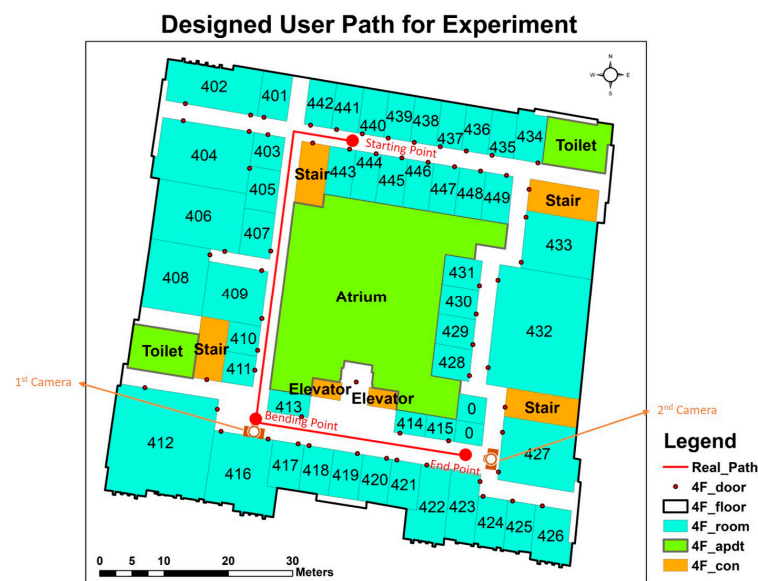 Designed User Path for Experiment
N
W E
S
402
401
442
441
440
439
438
437
436
435
434
Toilet
Starting Point
404
403
405
Stair
443
444
445
446
447
448
449
Stair
406
407
433
408
409
Atrium
431
430
429
428
432
Toilet
Stair
410
411
1st Camera
Elevator
Elevator
413
Bending Point
414
415
0
0
Stair
2nd Camera
412
416
417
418
419
420
421
End Point
427
422
423
424
425
426
Legend
Real_Path
4F_door
4F_floor
4F_room
4F_apdt
4F_con
0 5 10 20 30
Meters